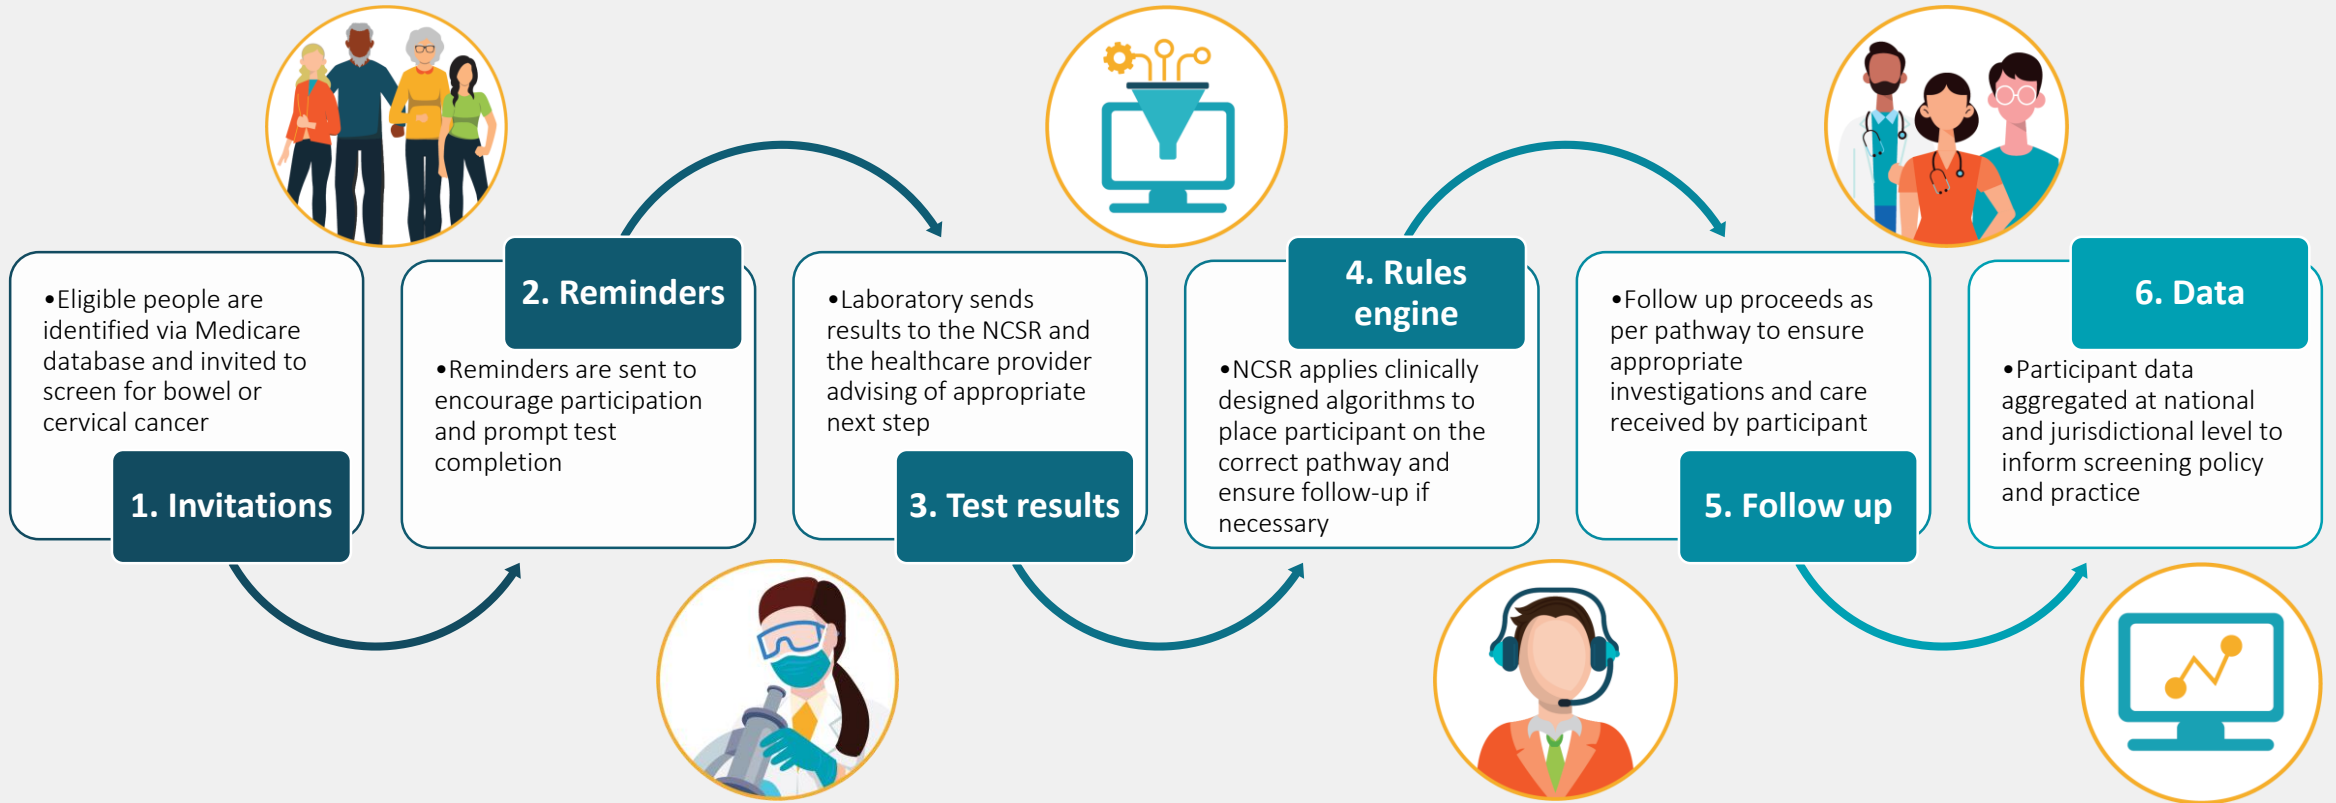 •Eligible people are
identified via Medicare
database and invited to
screen for bowel or
cervical cancer
1. Invitations
2. Reminders
•Reminders are sent to
encourage participation
and prompt test
completion
•Laboratory sends
results to the NCSR and
the healthcare provider
advising of appropriate
next step
3. Test results
4. Rules
engine
•NCSR applies clinically
designed algorithms to
place participant on the
correct pathway and
ensure follow-up if
necessary
•Follow up proceeds as
per pathway to ensure
appropriate
investigations and care
received by participant
5. Follow up
6. Data
•Participant data
aggregated at national
and jurisdictional level to
inform screening policy
and practice